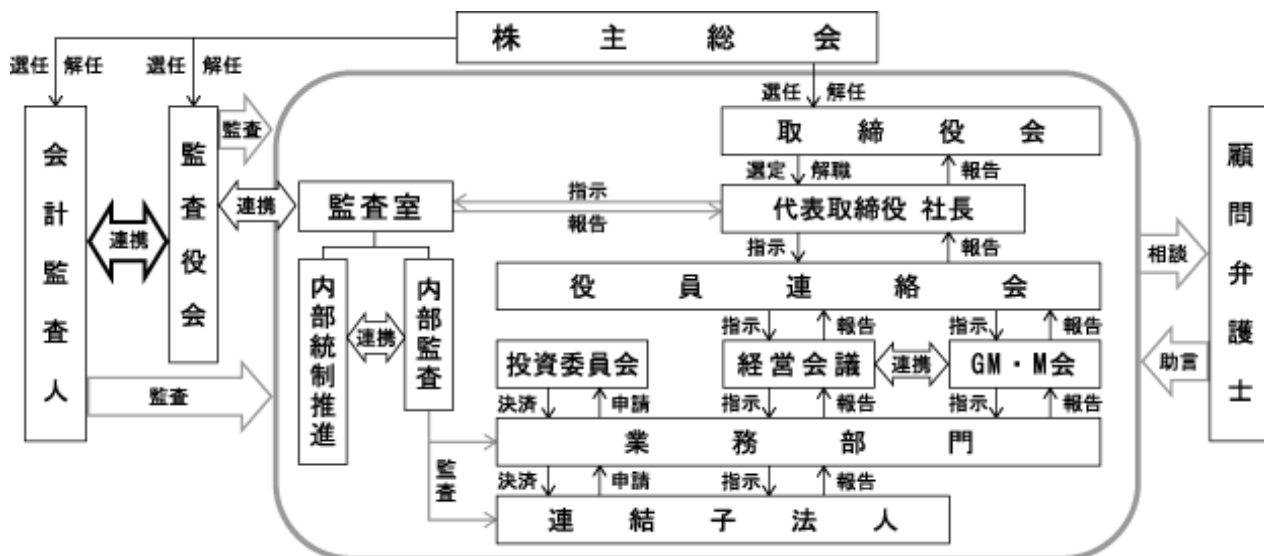 株主総会
選任 解任
選任 解任
選任 解任
会計監査人
監査役会
監査
取締役会
顧問弁護士
選定 解職
報告
連携
監査室
指示
報告
代表取締役 社長
連携
指示
報告
相談
役員連絡会
内部統制推進
内部監査
連携
指示
報告
指示
報告
投資委員会
経営会議
連携
GM・M会
助言
監査
決済
申請
指示
報告
指示
報告
業務部門
監査
決済
申請
指示
報告
連結子法人